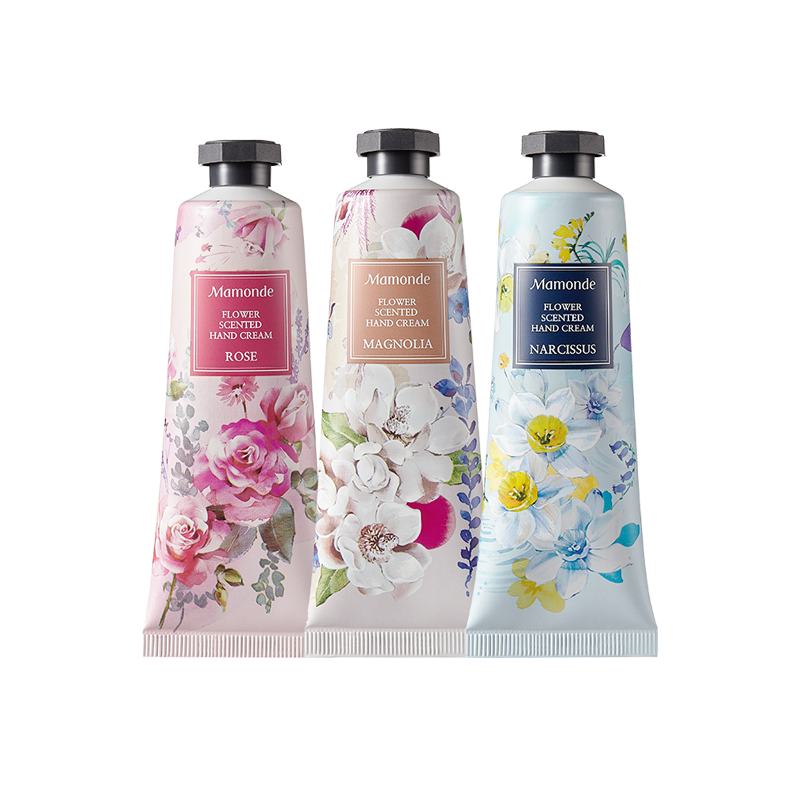 Mamonde
FLOWER
SCENTED
HAND CREAM
ROSE
Mamonde
FLOWER
SCENTED
HAND CREAM
MAGNOLIA
Mamonde
FLOWER
SCENTED
HAND CREAM
NARCISSUS